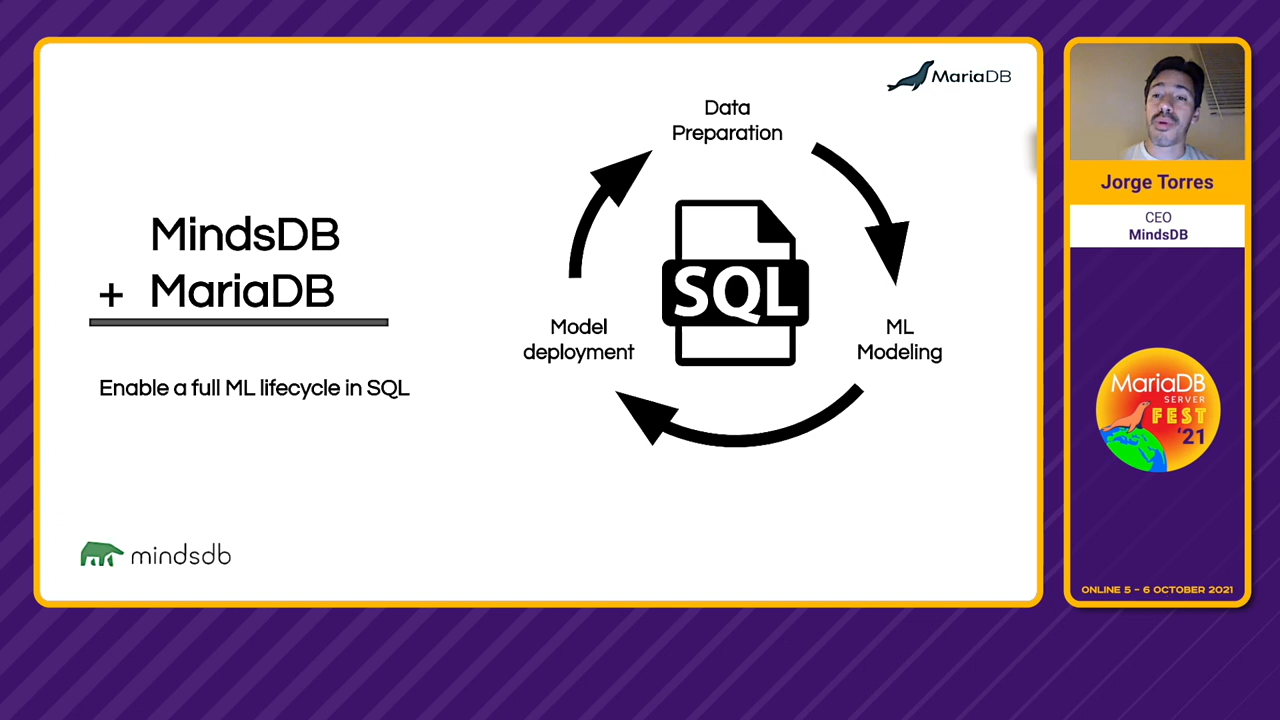 MariaDB
Data
Preparation
MindsDB
+ MariaDB
Enable a full ML lifecycle in SQL
SQL
Model
deployment
ML
Modeling
mindsdb
Jorge Torres
CEO
MindsDB
MariaDB
SERVER
FEST
'21
ONLINE 5 - 6 OCTOBER 2021